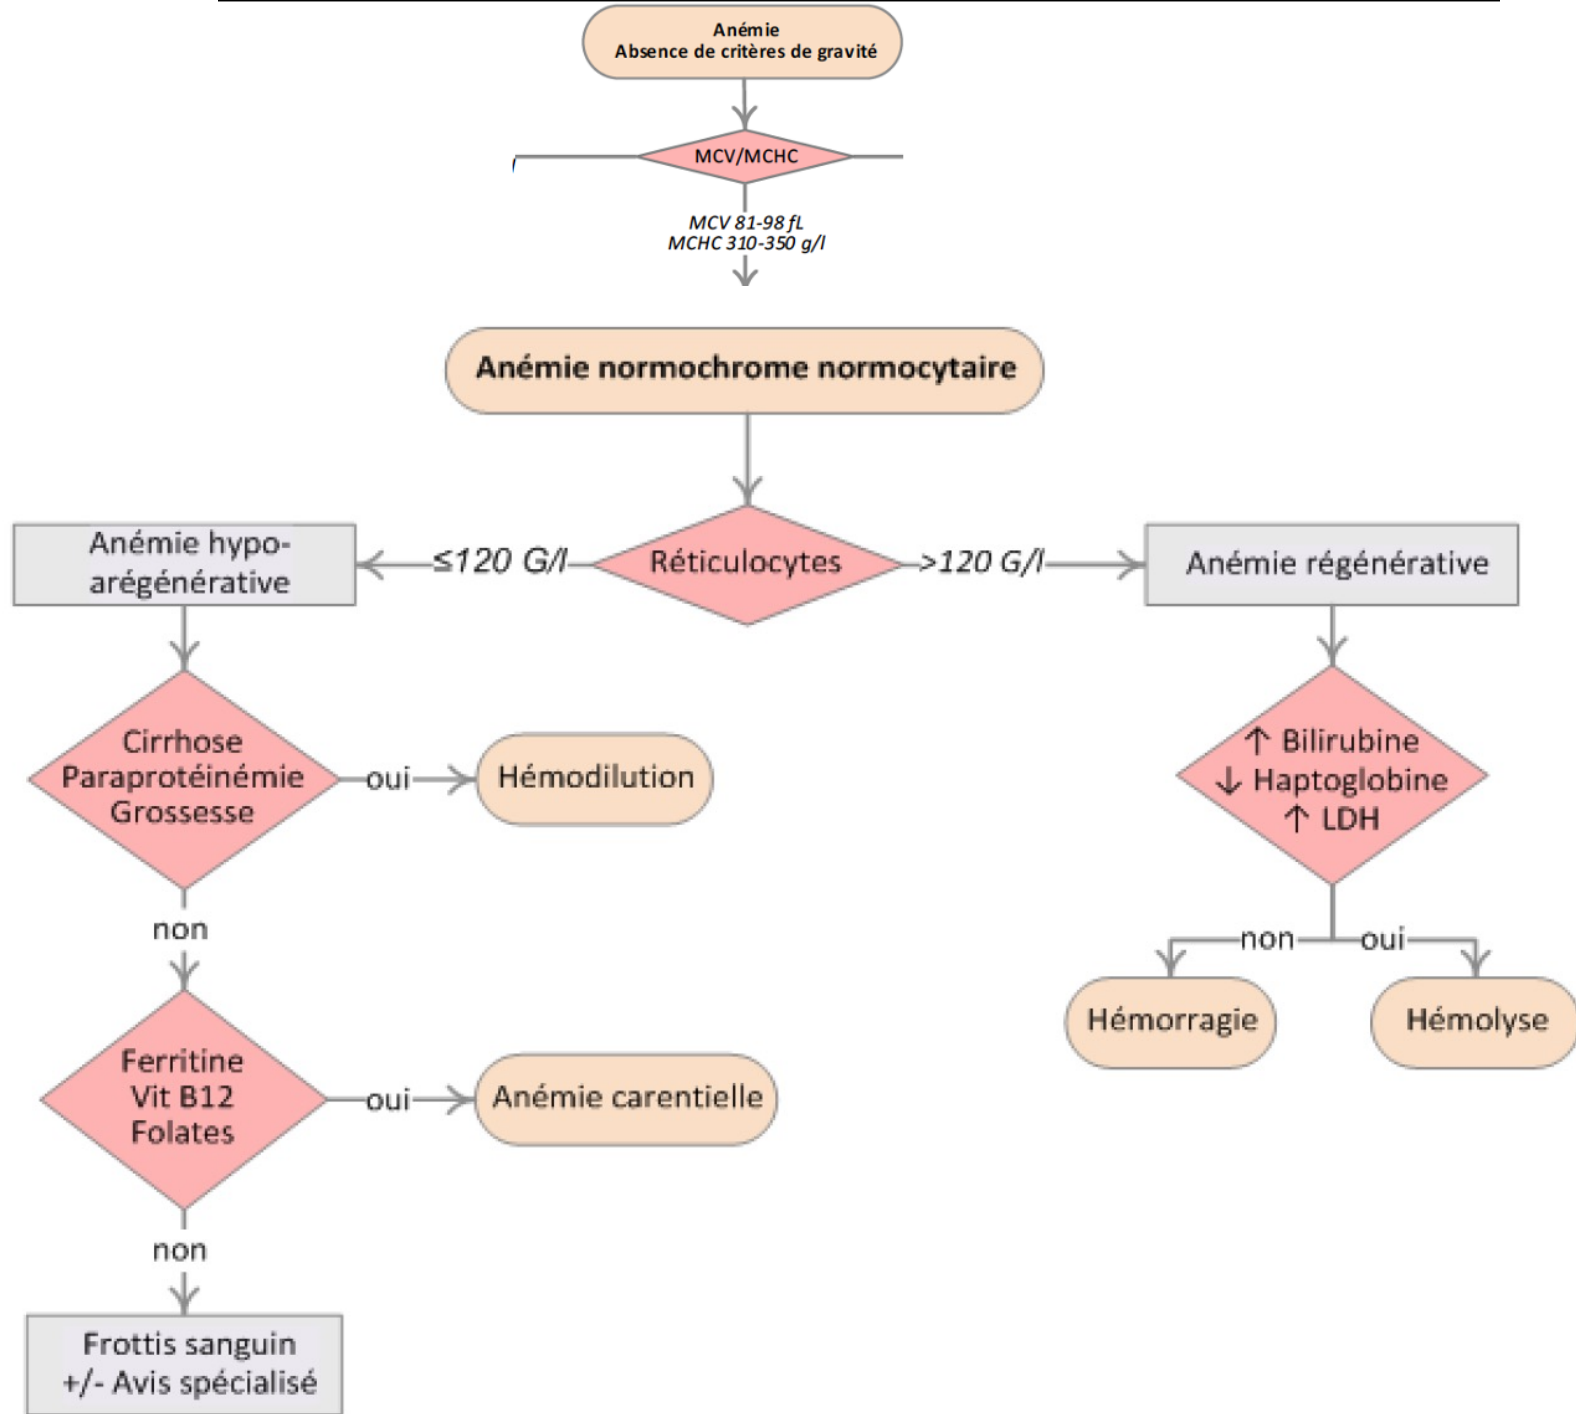 Anémie
Absence de critères de gravité
MCV/MCHC
MCV 81-98 fL
MCHC 310-350 g/l
Anémie normochrome normocytaire
Anémie hypo-
arégénérative
≤120 G/l
Réticulocytes
>120 G/l
Anémie régénérative
Cirrhose
Paraprotéinémie
Grossesse
oui
Hémodilution
↑ Bilirubine
↓ Haptoglobine
↑ LDH
non
non
oui
Hémorragie
Hémolyse
Ferritine
Vit B12
Folates
oui
Anémie carentielle
non
Frottis sanguin
+/- Avis spécialisé